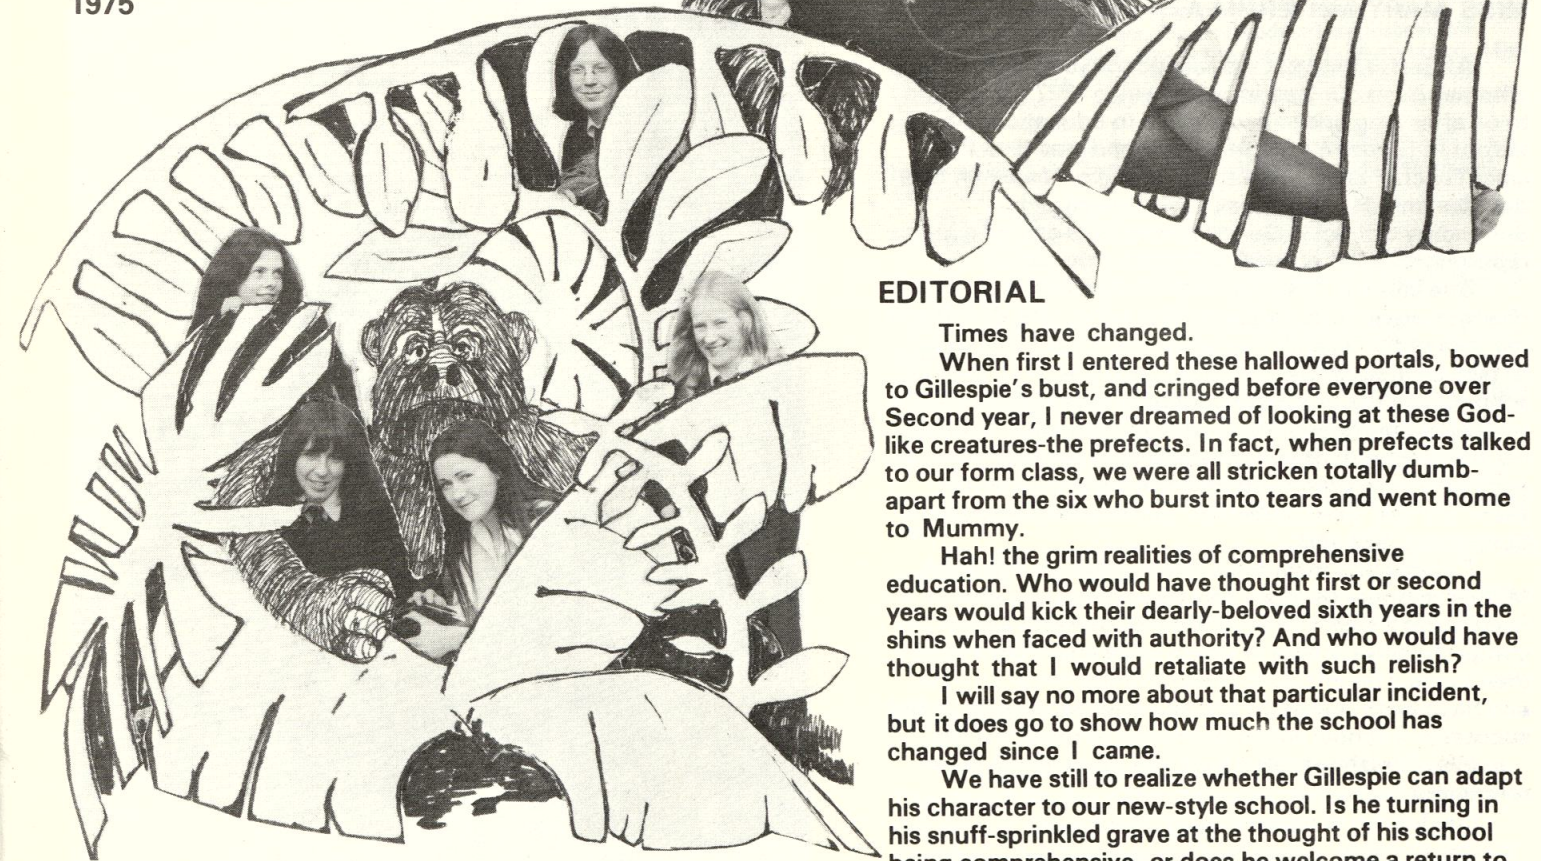 1975
EDITORIAL
Times have changed.
When first I entered these hallowed portals, bowed
to Gillespie's bust, and cringed before everyone over
Second year, I never dreamed of looking at these God-
like creatures-the prefects. In fact, when prefects talked
to our form class, we were all stricken totally dumb-
apart from the six who burst into tears and went home
to Mummy.
Hah! the grim realities of comprehensive
education. Who would have thought first or second
years would kick their dearly-beloved sixth years in the
shins when faced with authority? And who would have
thought that I would retaliate with such relish?
I will say no more about that particular incident,
but it does go to show how much the school has
changed since I came.
We have still to realize whether Gillespie can adapt
his character to our new-style school. Is he turning in
his snuff-sprinkled grave at the thought of his school
being comprehensive, or does he welcome a return to